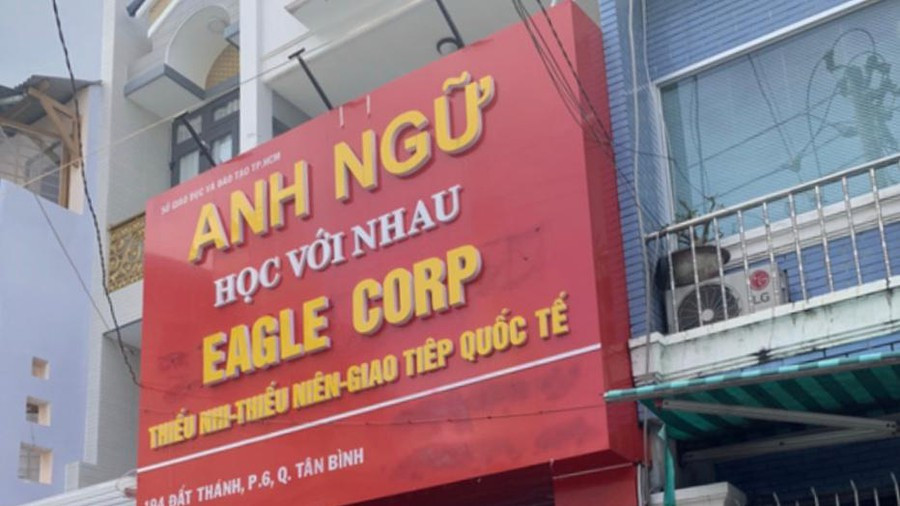 SỞ GIÁO DỤC VÀ ĐÀO TẠO TP.HCM
ANH NGỮ
HỌC VỚI NHAU
EAGLE CORP
THIẾU NHI-THIẾU NIÊN-GIAO TIẾP QUỐC TẾ
ĐẤT THÁNH, P.6, Q. TÂN BÌNH
LG